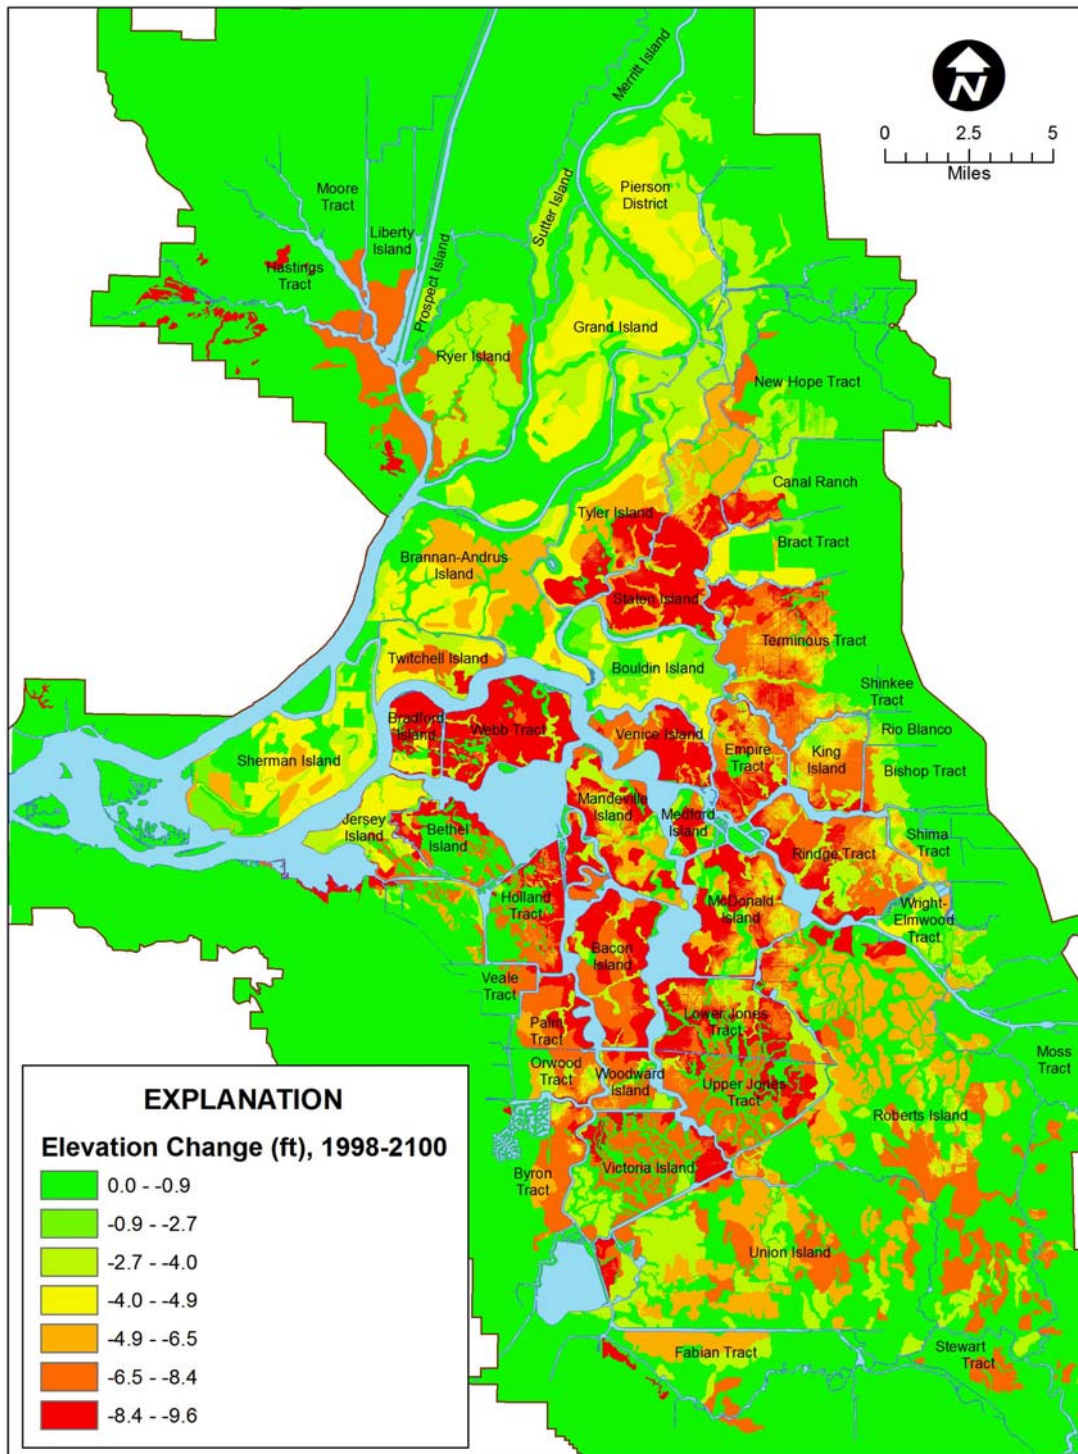 Merritt Island
N
0 2.5 5
Miles
Pierson
District
Moore
Tract
Sutter Island
Liberty
Island
Prospect Island
Hastings
Tract
Grand Island
Ryer Island
New Hope Tract
Canal Ranch
Tyler Island
Bract Tract
Brannan-Andrus
Island
Staten Island
Terminous Tract
Twitchell Island
Bouldin Island
Shinkee
Tract
Bradford
Island
Webb Tract
Venice Island
Rio Blanco
Empire
Tract
King
Island
Sherman Island
Bishop Tract
Mandeville
Island
Medford
Island
Jersey
Island
Bethel
Island
Shima
Tract
Rindge Tract
Holland
Tract
McDonald
Island
Wright-
Elmwood
Tract
Bacon
Island
Veale
Tract
Palm
Tract
Lower Jones
Tract
Orwood
Tract
Woodward
Island
Moss
Tract
Upper Jones
Tract
Roberts Island
Byron
Tract
Victoria Island
Union Island
Fabian Tract
Stewart
Tract
EXPLANATION
Elevation Change (ft), 1998-2100
0.0 - -0.9
-0.9 - -2.7
-2.7 - -4.0
-4.0 - -4.9
-4.9 - -6.5
-6.5 - -8.4
-8.4 - -9.6